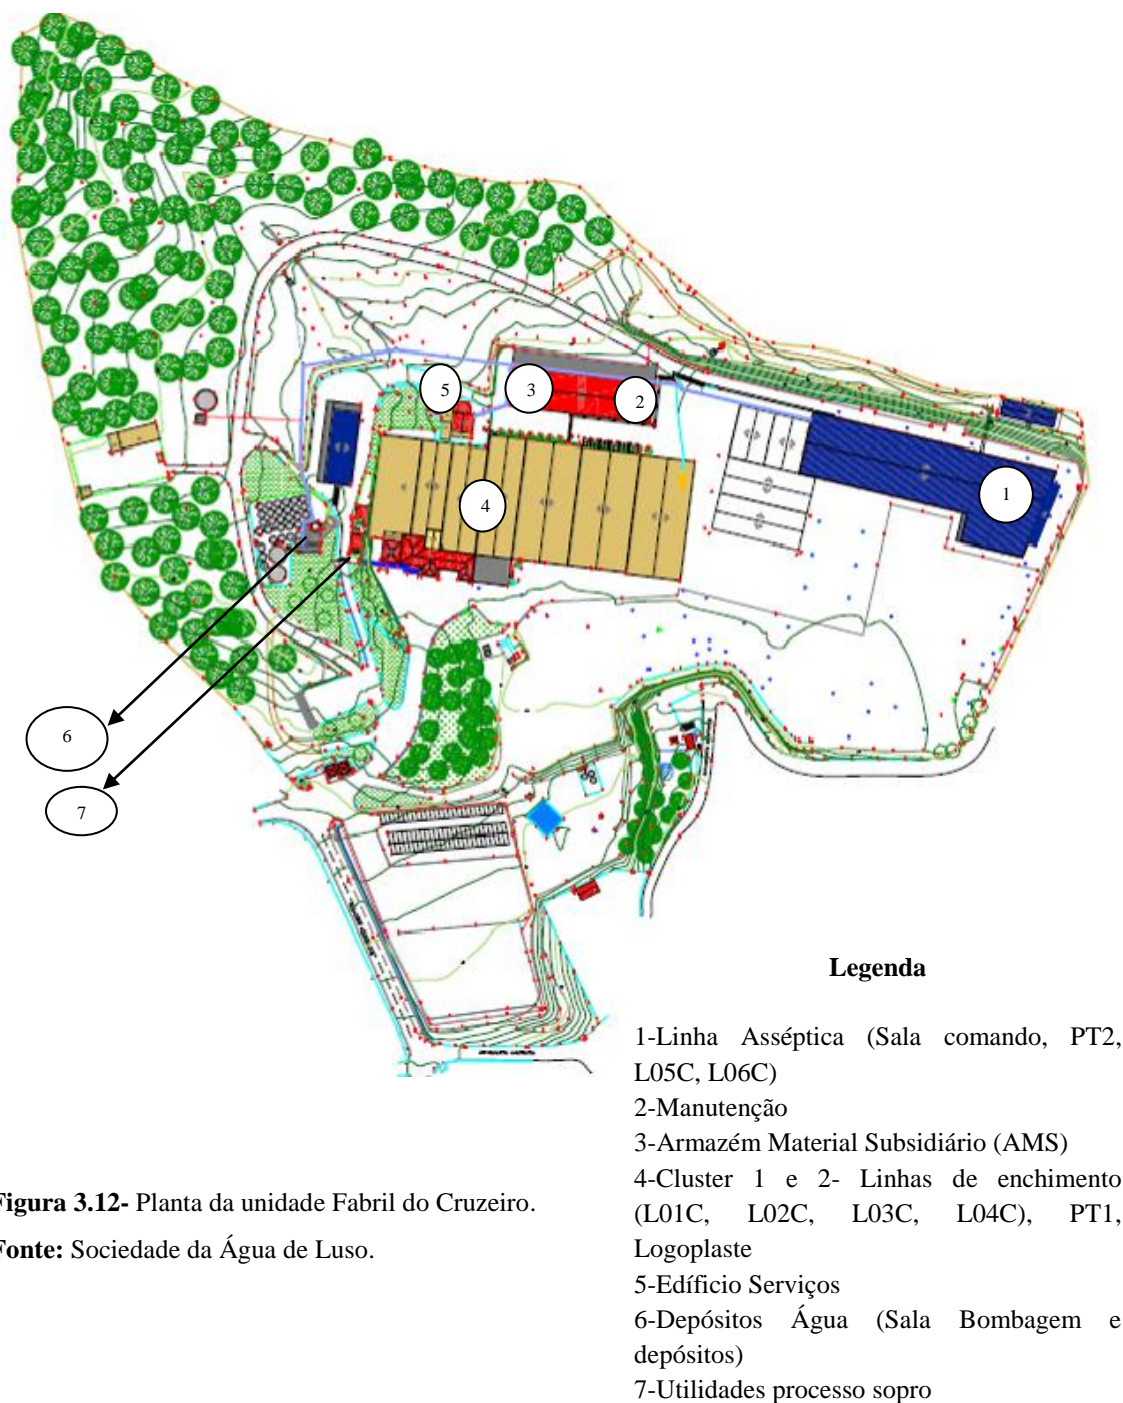 5
3
2
4
1
6
7
Legenda
1-Linha Asséptica (Sala comando, PT2,
L05C, L06C)
2-Manutenção
3-Armazém Material Subsidiário (AMS)
4-Cluster 1 e 2- Linhas de enchimento
(L01C, L02C, L03C, L04C), PT1,
Logoplaste
5-Edíficio Serviços
6-Depósitos Água (Sala Bombagem e
depósitos)
7-Utilidades processo sopro
Figura 3.12- Planta da unidade Fabril do Cruzeiro.
Fonte: Sociedade da Água de Luso.